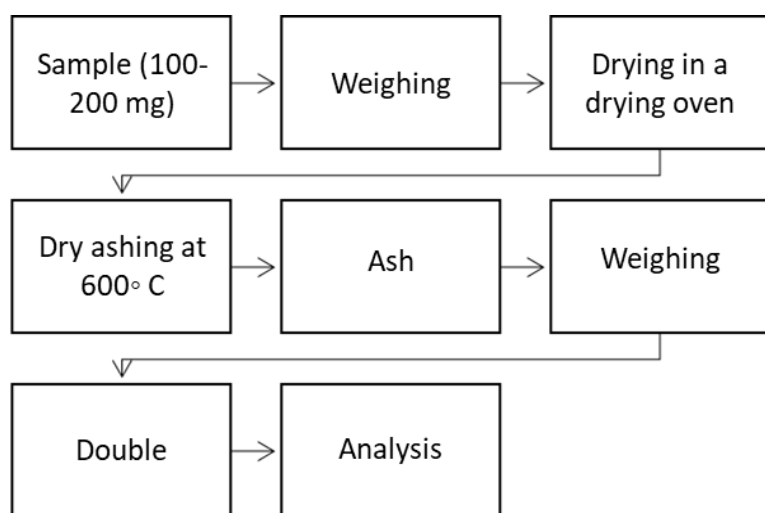 Sample (100-
200 mg)
Weighing
Drying in a
drying oven
Dry ashing at
600◦ C
Ash
Weighing
Double
Analysis